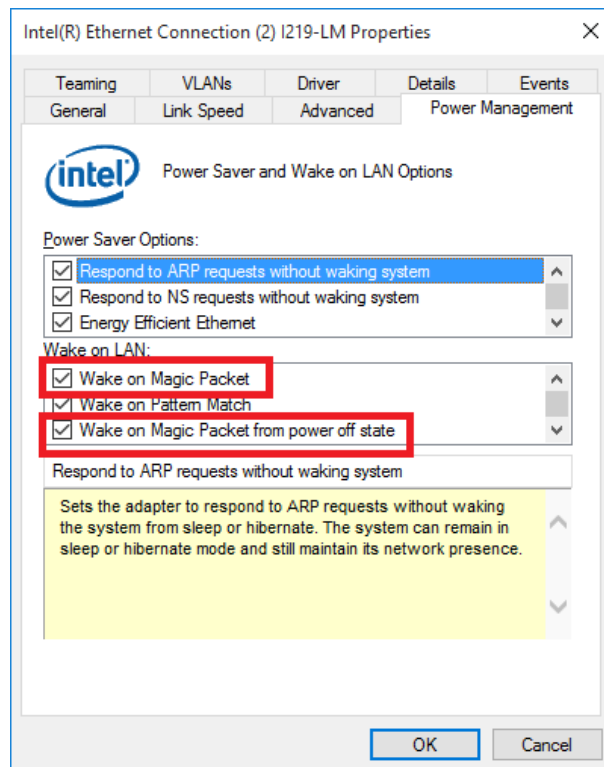 Intel(R) Ethernet Connection (2) I219-LM Properties
Teaming VLANs Driver Details Events
General Link Speed Advanced Power Management
intel
Power Saver and Wake on LAN Options
Power Saver Options:
Respond to ARP requests without waking system
Respond to NS requests without waking system
Energy Efficient Ethernet
Wake on LAN:
Wake on Magic Packet
Wake on Pattern Match
Wake on Magic Packet from power off state
Respond to ARP requests without waking system
Sets the adapter to respond to ARP requests without waking
the system from sleep or hibernate. The system can remain in
sleep or hibernate mode and still maintain its network presence.
OK Cancel